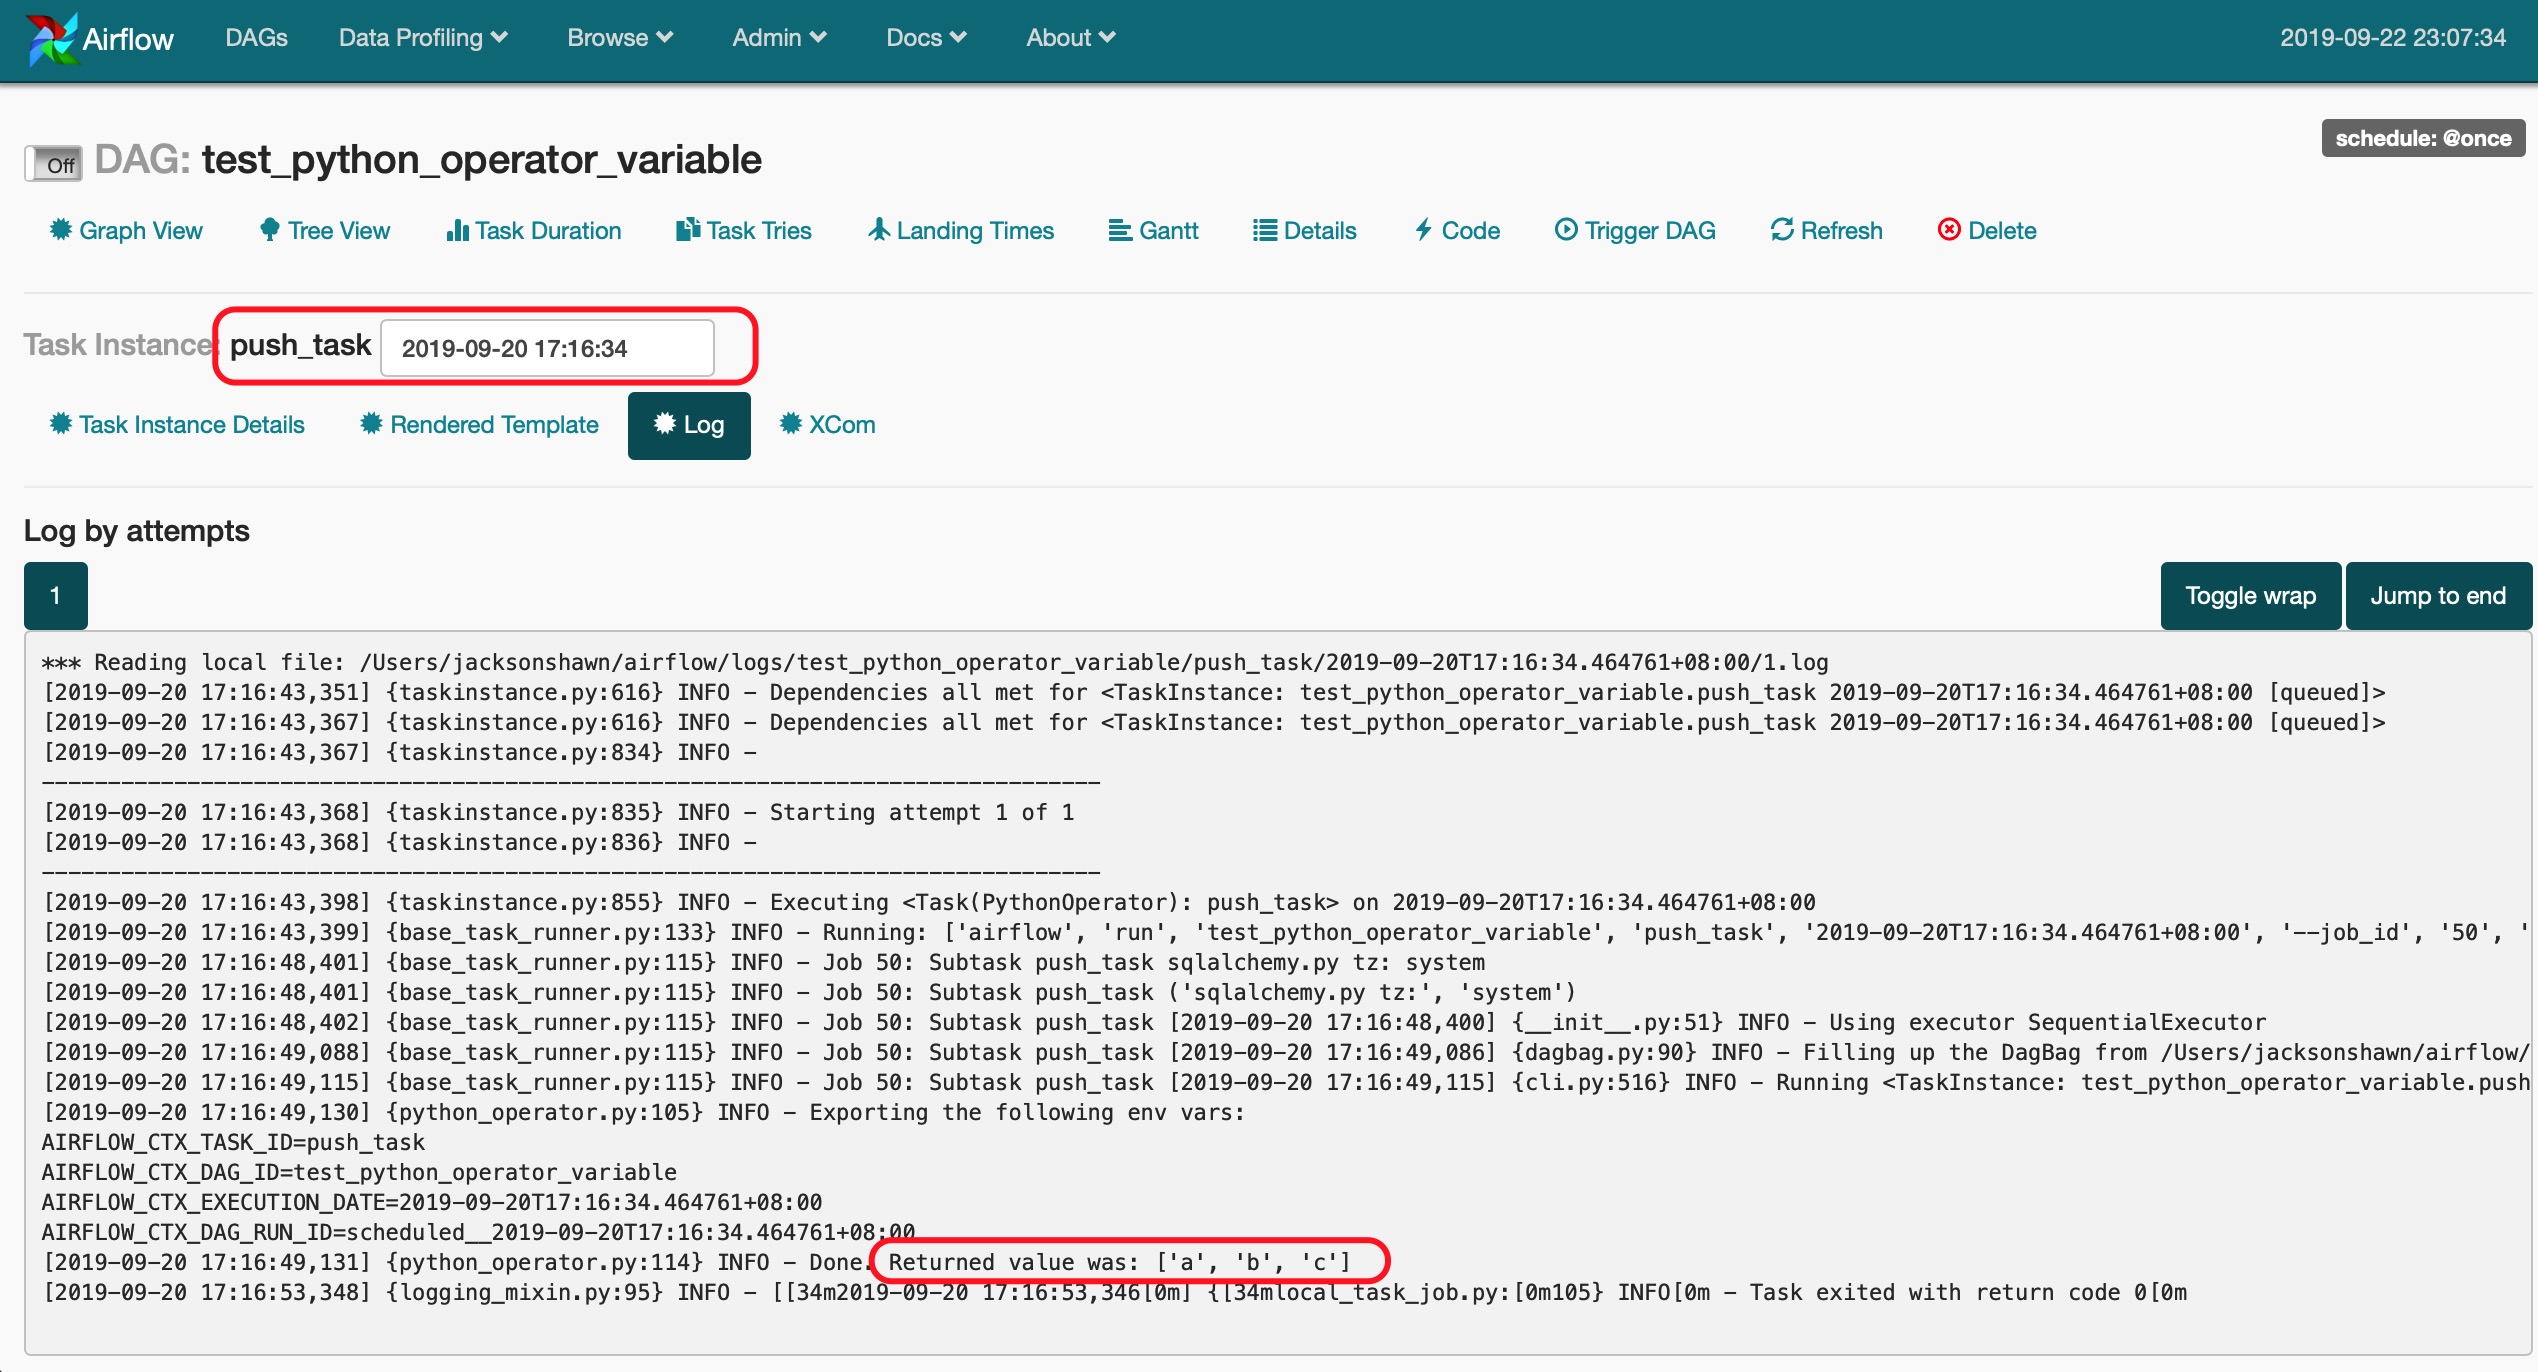 Airflow DAGs Data Profiling Browse Admin Docs About 2019-09-22 23:07:34
schedule: @once
Off DAG: test_python_operator_variable
Graph View Tree View Task Duration Task Tries Landing Times Gantt Details Code Trigger DAG Refresh Delete
Task Instance: push_task 2019-09-20 17:16:34
Task Instance Details Rendered Template Log XCom
Log by attempts
1 Toggle wrap Jump to end
*** Reading local file: /Users/jacksonshawn/airflow/logs/test_python_operator_variable/push_task/2019-09-20T17:16:34.464761+08:00/1.log
[2019-09-20 17:16:43,351] {taskinstance.py:616} INFO - Dependencies all met for <TaskInstance: test_python_operator_variable.push_task 2019-09-20T17:16:34.464761+08:00 [queued]>
[2019-09-20 17:16:43,367] {taskinstance.py:616} INFO - Dependencies all met for <TaskInstance: test_python_operator_variable.push_task 2019-09-20T17:16:34.464761+08:00 [queued]>
[2019-09-20 17:16:43,367] {taskinstance.py:834} INFO -
--------------------------------------------------------------------------------
[2019-09-20 17:16:43,368] {taskinstance.py:835} INFO - Starting attempt 1 of 1
[2019-09-20 17:16:43,368] {taskinstance.py:836} INFO -
--------------------------------------------------------------------------------
[2019-09-20 17:16:43,398] {taskinstance.py:855} INFO - Executing <Task(PythonOperator): push_task> on 2019-09-20T17:16:34.464761+08:00
[2019-09-20 17:16:43,399] {base_task_runner.py:133} INFO - Running: ['airflow', 'run', 'test_python_operator_variable', 'push_task', '2019-09-20T17:16:34.464761+08:00', '--job_id', '50', '
[2019-09-20 17:16:48,401] {base_task_runner.py:115} INFO - Job 50: Subtask push_task sqlalchemy.py tz: system
[2019-09-20 17:16:48,401] {base_task_runner.py:115} INFO - Job 50: Subtask push_task ('sqlalchemy.py tz:', 'system')
[2019-09-20 17:16:48,402] {base_task_runner.py:115} INFO - Job 50: Subtask push_task [2019-09-20 17:16:48,400] {__init__.py:51} INFO - Using executor SequentialExecutor
[2019-09-20 17:16:49,088] {base_task_runner.py:115} INFO - Job 50: Subtask push_task [2019-09-20 17:16:49,086] {dagbag.py:90} INFO - Filling up the DagBag from /Users/jacksonshawn/airflow/
[2019-09-20 17:16:49,115] {base_task_runner.py:115} INFO - Job 50: Subtask push_task [2019-09-20 17:16:49,115] {cli.py:516} INFO - Running <TaskInstance: test_python_operator_variable.push
[2019-09-20 17:16:49,130] {python_operator.py:105} INFO - Exporting the following env vars:
AIRFLOW_CTX_TASK_ID=push_task
AIRFLOW_CTX_DAG_ID=test_python_operator_variable
AIRFLOW_CTX_EXECUTION_DATE=2019-09-20T17:16:34.464761+08:00
AIRFLOW_CTX_DAG_RUN_ID=scheduled__2019-09-20T17:16:34.464761+08:00
[2019-09-20 17:16:49,131] {python_operator.py:114} INFO - Done. Returned value was: ['a', 'b', 'c']
[2019-09-20 17:16:53,348] {logging_mixin.py:95} INFO - [[34m2019-09-20 17:16:53,346[0m] {[34mlocal_task_job.py:[0m105} INFO[0m - Task exited with return code 0[0m